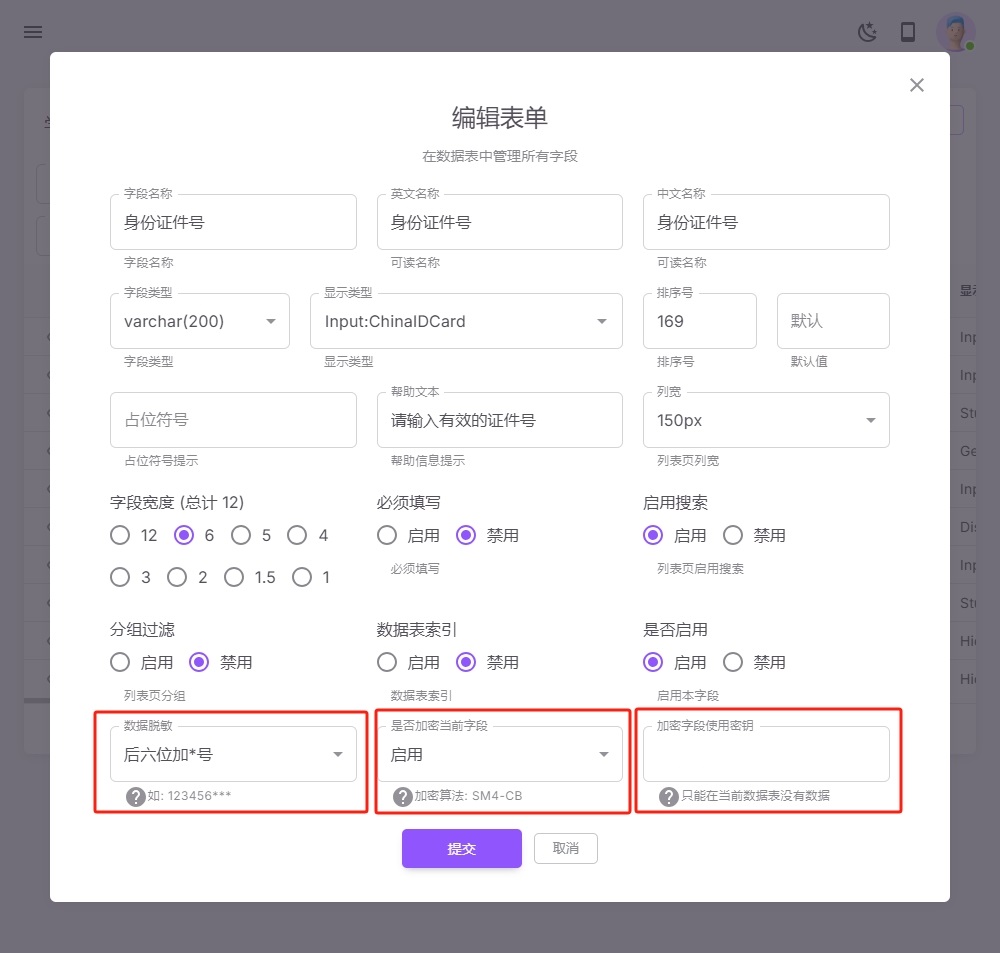 编辑表单
在数据表中管理所有字段
字段名称 英文名称 中文名称
身份证件号 身份证件号 身份证件号
字段名称 可读名称 可读名称
字段类型 显示类型 排序号
varchar(200) Input:ChinaIDCard 169 默认
字段类型 显示类型 排序号 默认值
帮助文本 列宽
占位符号 请输入有效的证件号 150px
占位符号提示 帮助信息提示 列表页列宽
字段宽度 (总计 12) 必须填写 启用搜索
12 6 5 4 启用 禁用 启用 禁用
必须填写 列表页启用搜索
3 2 1.5 1
分组过滤 数据表索引 是否启用
启用 禁用 启用 禁用 启用 禁用
列表页分组 数据表索引 启用本字段
数据脱敏 是否加密当前字段 加密字段使用密钥
后六位加*号 启用
如: 123456*** 加密算法: SM4-CB 只能在当前数据表没有数据
提交 取消